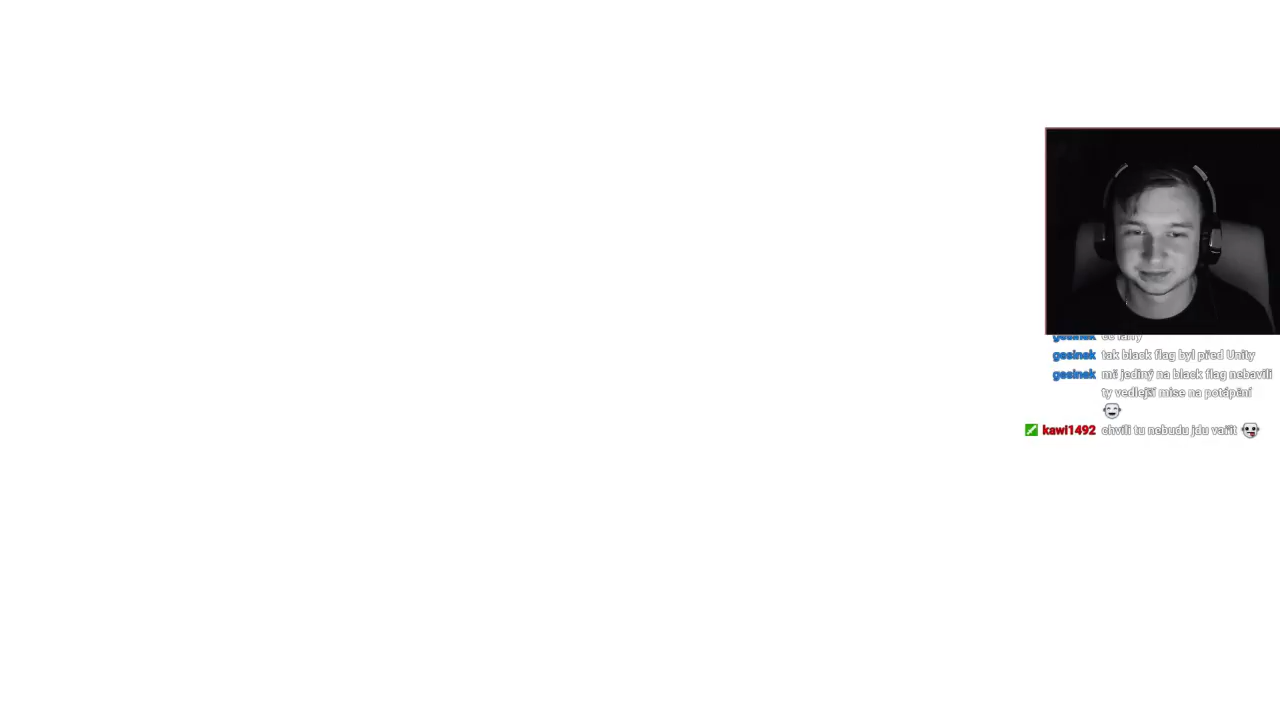 gesinek
gesinek tak black flag byl před Unity
gesinek mě jediný na black flag nebavili
ty vedlejší mise na potápění
kawi1492 chvíli tu nebudu jdu vařit